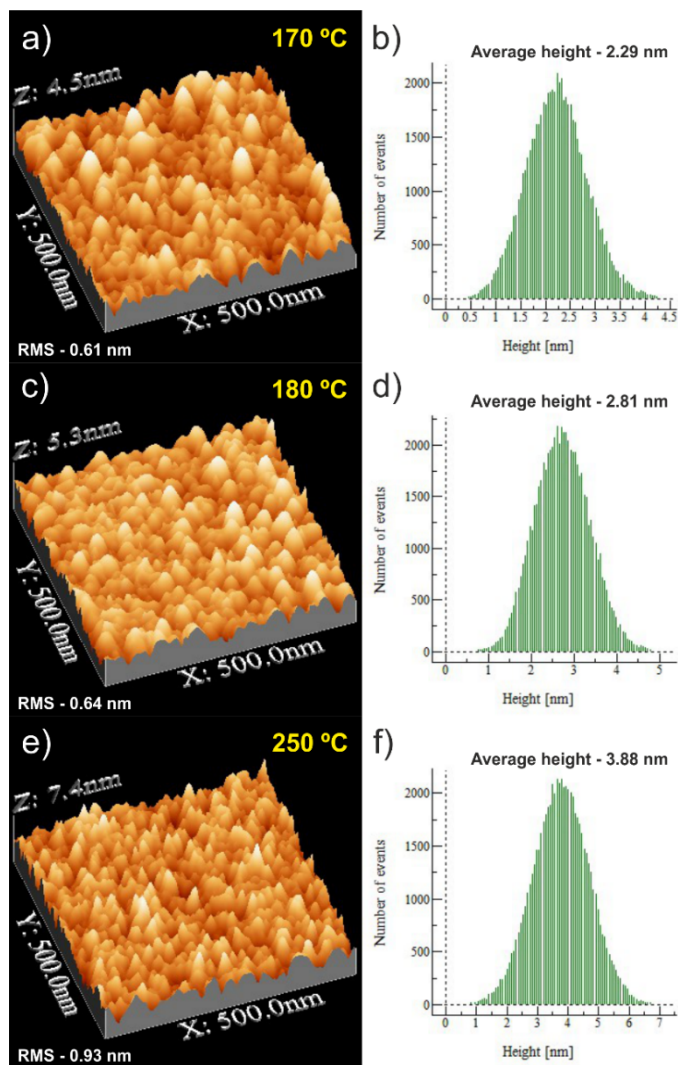 a)
170 ºC
Z: 4.5nm
Y: 500.0nm
X: 500.0nm
RMS - 0.61 nm
b)
Average height - 2.29 nm
Number of events
2000
1500
1000
500
0
0 0.5 1 1.5 2 2.5 3 3.5 4 4.5
Height [nm]
c)
180 ºC
Z: 5.3nm
Y: 500.0nm
X: 500.0nm
RMS - 0.64 nm
d)
Average height - 2.81 nm
Number of events
2000
1500
1000
500
0
0 1 2 3 4 5
Height [nm]
e)
250 ºC
Z: 7.4nm
Y: 500.0nm
X: 500.0nm
RMS - 0.93 nm
f)
Average height - 3.88 nm
Number of events
2000
1500
1000
500
0
0 1 2 3 4 5 6 7
Height [nm]